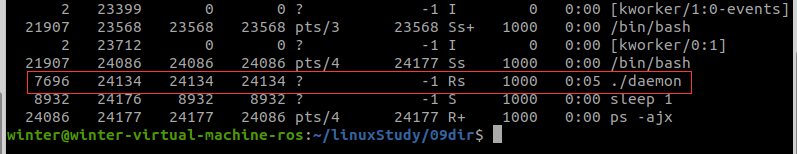 2 23399 0 0 ? -1 I 0 0:00 [kworker/1:0-events]
21907 23568 23568 23568 pts/3 23568 Ss+ 1000 0:00 /bin/bash
2 23712 0 0 ? -1 I 0 0:00 [kworker/0:1]
21907 24086 24086 24086 pts/4 24177 Ss 1000 0:00 /bin/bash
7696 24134 24134 24134 ? -1 Rs 1000 0:05 ./daemon
8932 24176 8932 8932 ? -1 S 1000 0:00 sleep 1
24086 24177 24177 24086 pts/4 24177 R+ 1000 0:00 ps -ajx
winter@winter-virtual-machine-ros:~/linuxStudy/09dir$